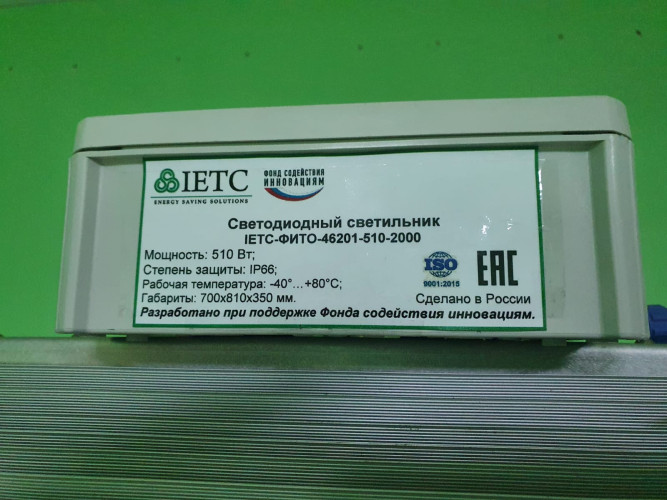 IETC
ENERGY SAVING SOLUTIONS
ФОНД СОДЕЙСТВИЯ
ИННОВАЦИЯМ
Светодиодный светильник
IETC-ФИТО-46201-510-2000
Мощность: 510 Вт;
Степень защиты: IP66;
Рабочая температура: -40°...+80°С;
Габариты: 700х810х350 мм.
ISO
9001:2015
EAC
Сделано в России
Разработано при поддержке Фонда содействия инновациям.